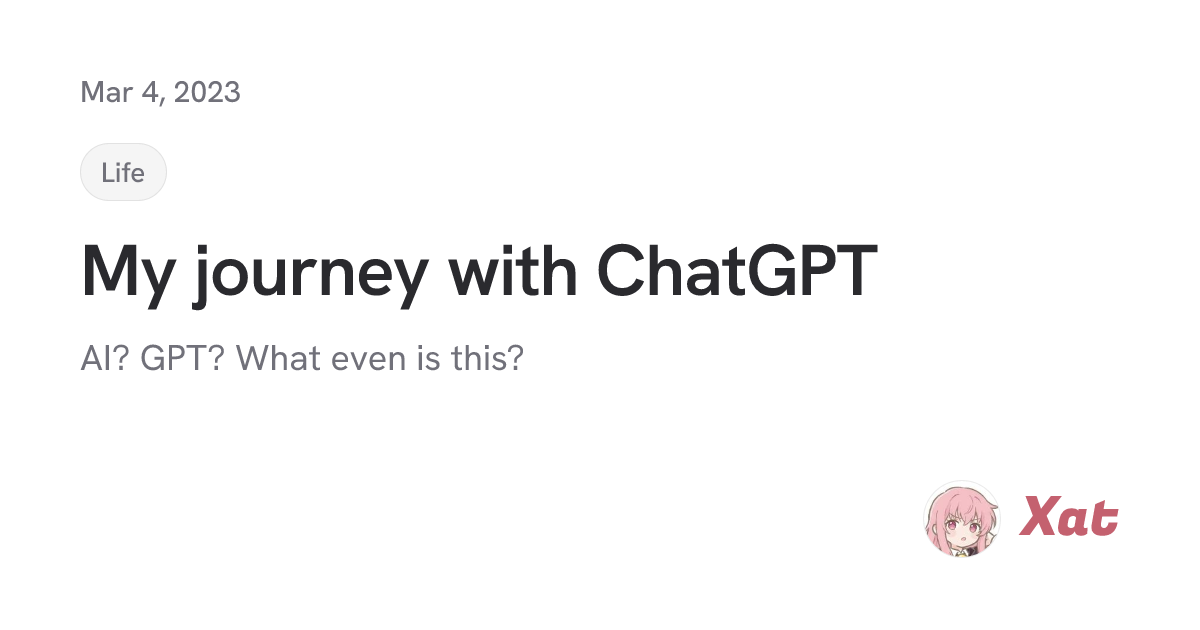 Mar 4, 2023
Life
My journey with ChatGPT
AI? GPT? What even is this?
Xat